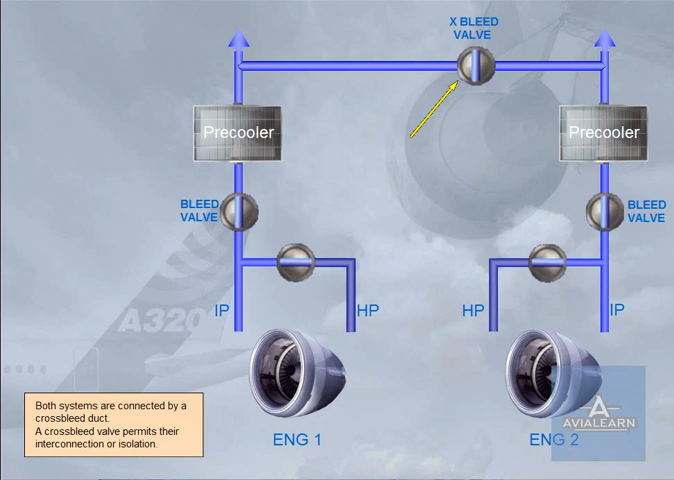 X BLEED
VALVE
Precooler
Precooler
BLEED
VALVE
BLEED
VALVE
IP
HP
HP
IP
A320
Both systems are connected by a
crossbleed duct.
A crossbleed valve permits their
interconnection or isolation.
ENG 1
ENG 2
AVIALEARN